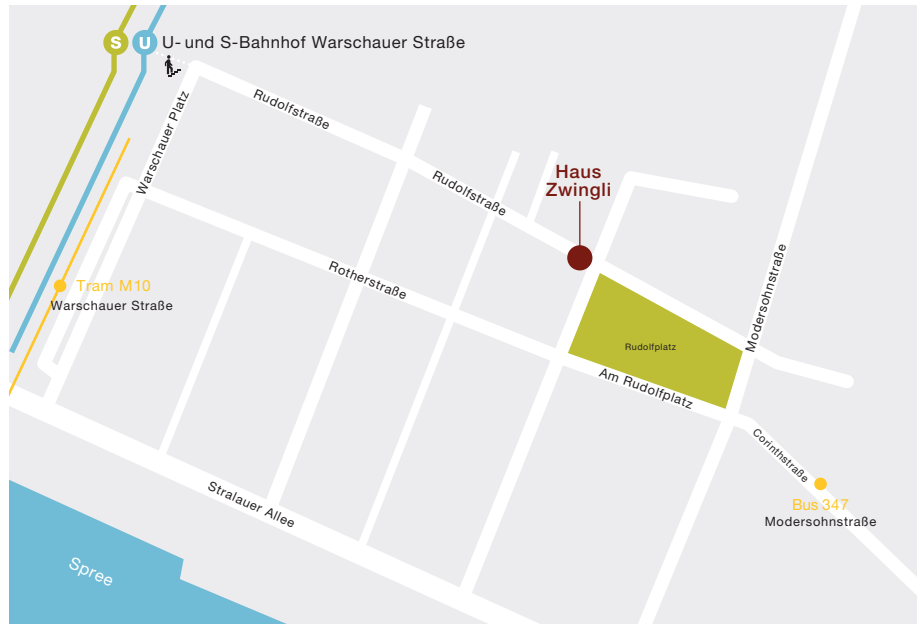 S
U
U- und S-Bahnhof Warschauer Straße
Rudolfstraße
Warschauer Platz
Rudolfstraße
Haus
Zwingli
Rotherstraße
Modersohnstraße
Tram M10
Warschauer Straße
Rudolfplatz
Am Rudolfplatz
Corinthstraße
Stralauer Allee
Bus 347
Modersohnstraße
Spree